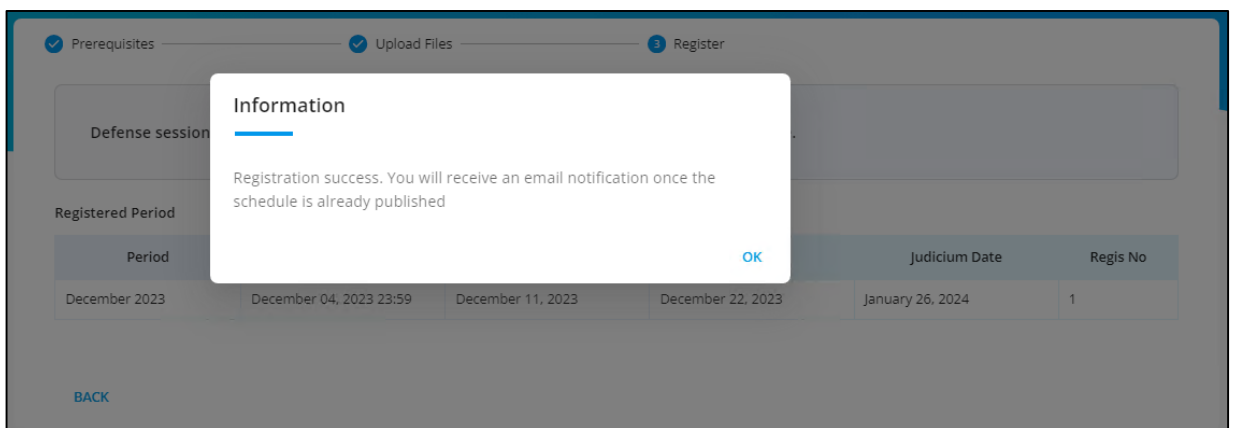 Prerequisites Upload Files 3 Register
Information
Defense session .
Registration success. You will receive an email notification once the
schedule is already published
Registered Period
OK
Period Judicium Date Regis No
December 2023 December 04, 2023 23:59 December 11, 2023 December 22, 2023 January 26, 2024 1
BACK